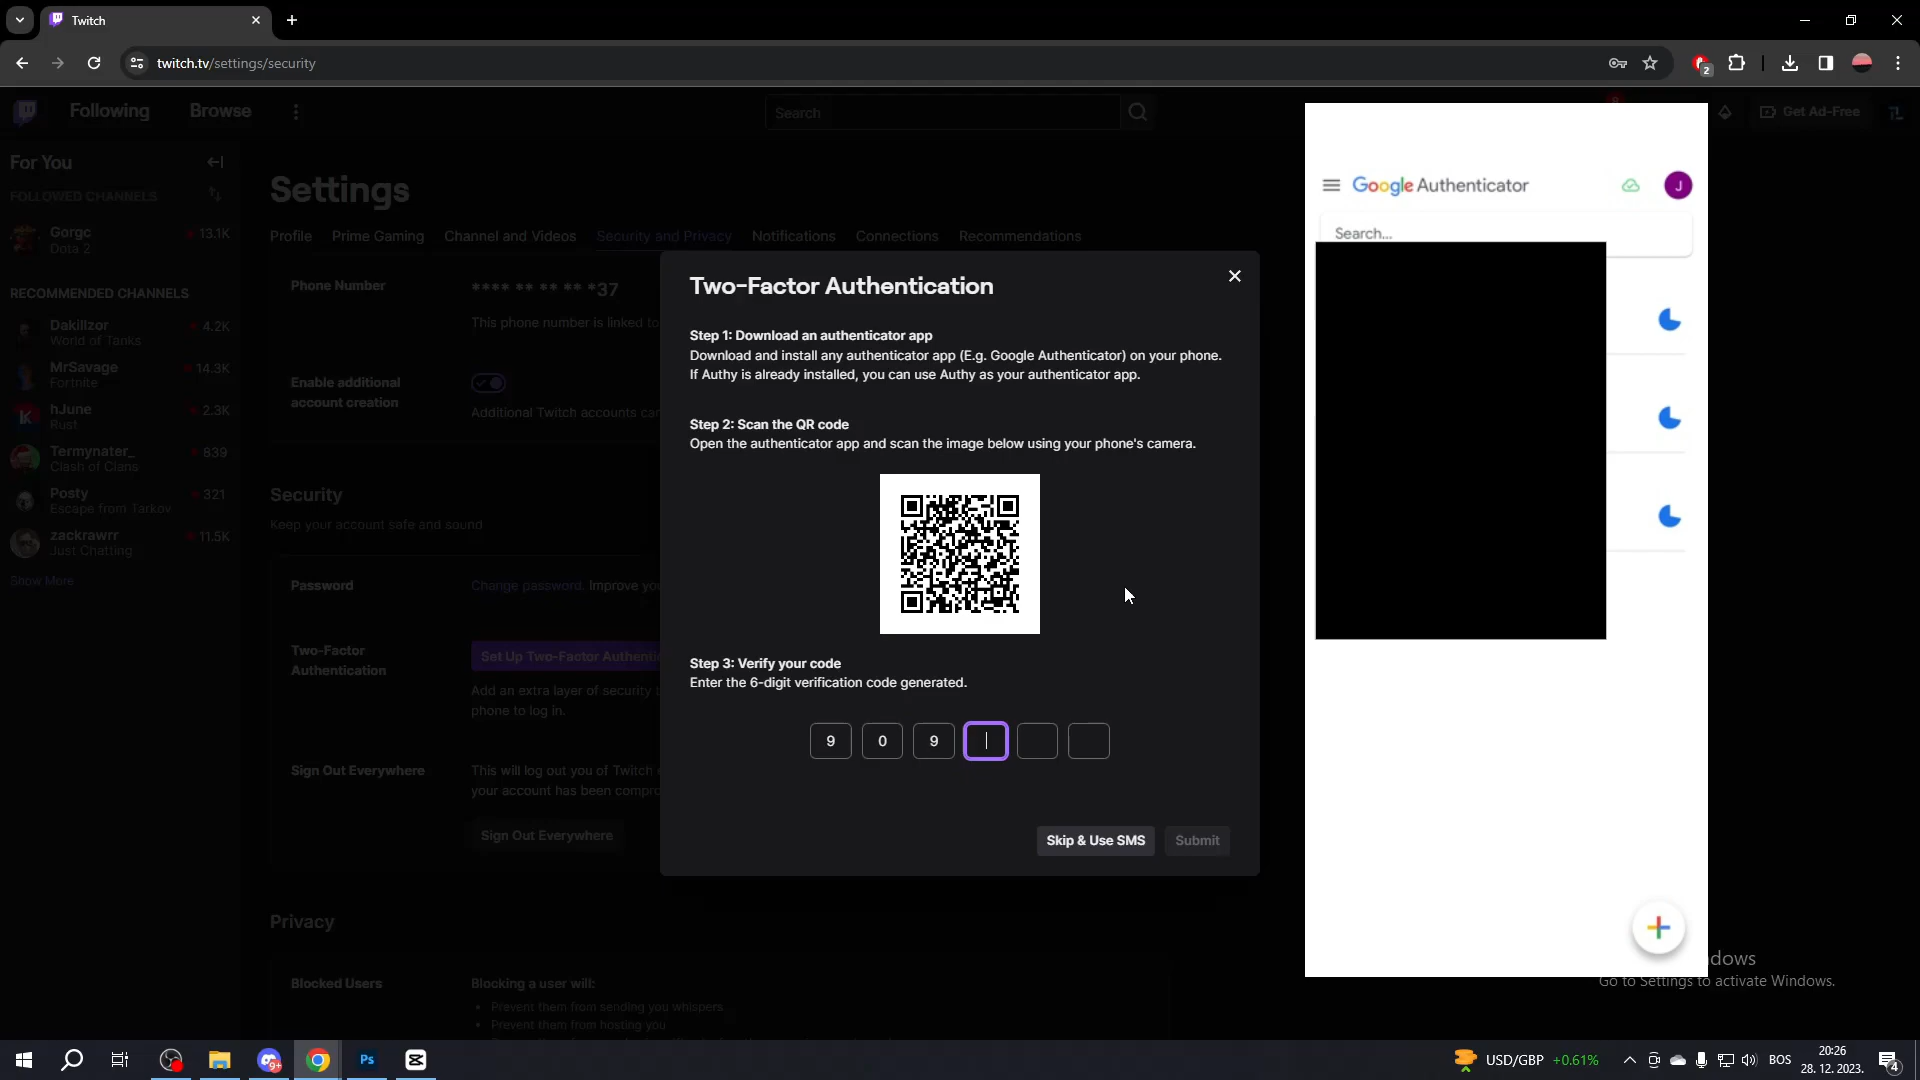 Twitch
twitch.tv/settings/security
2
Following
Browse
Search
Get Ad-Free
For You
FOLLOWED CHANNELS
Gorgc
13.1K
Dota 2
RECOMMENDED CHANNELS
Dakillzor
4.2K
World of Tanks
MrSavage
14.3K
Fortnite
hJune
2.3K
Rust
Termynater_
839
Clash of Clans
Posty
321
Escape from Tarkov
zackrawrr
11.5K
Just Chatting
Show More
Settings
Profile
Prime Gaming
Channel and Videos
Security and Privacy
Notifications
Connections
Recommendations
Phone Number
**** ** ** ** *37
This phone number is linked to
Enable additional
account creation
Additional Twitch accounts
Security
Keep your account safe and sound
Password
Change password. Improve
Two-Factor
Authentication
Set Up Two-Factor
Add an extra layer of security
phone to log in.
Sign Out Everywhere
This will log out you of Twitch
your account has been
Sign Out Everywhere
Privacy
Blocked Users
Blocking a user will:
• Prevent them from sending you whispers
• Prevent them from hosting you
Two-Factor Authentication
Step 1: Download an authenticator app
Download and install any authenticator app (E.g. Google Authenticator) on your phone.
If Authy is already installed, you can use Authy as your authenticator app.
Step 2: Scan the QR code
Open the authenticator app and scan the image below using your phone's camera.
Step 3: Verify your code
Enter the 6-digit verification code generated.
9 0 9
Skip & Use SMS
Submit
Google Authenticator
J
Search...
Go to Settings to activate Windows.
9+
Ps
USD/GBP +0.61%
BOS
20:26
28. 12. 2023.
4